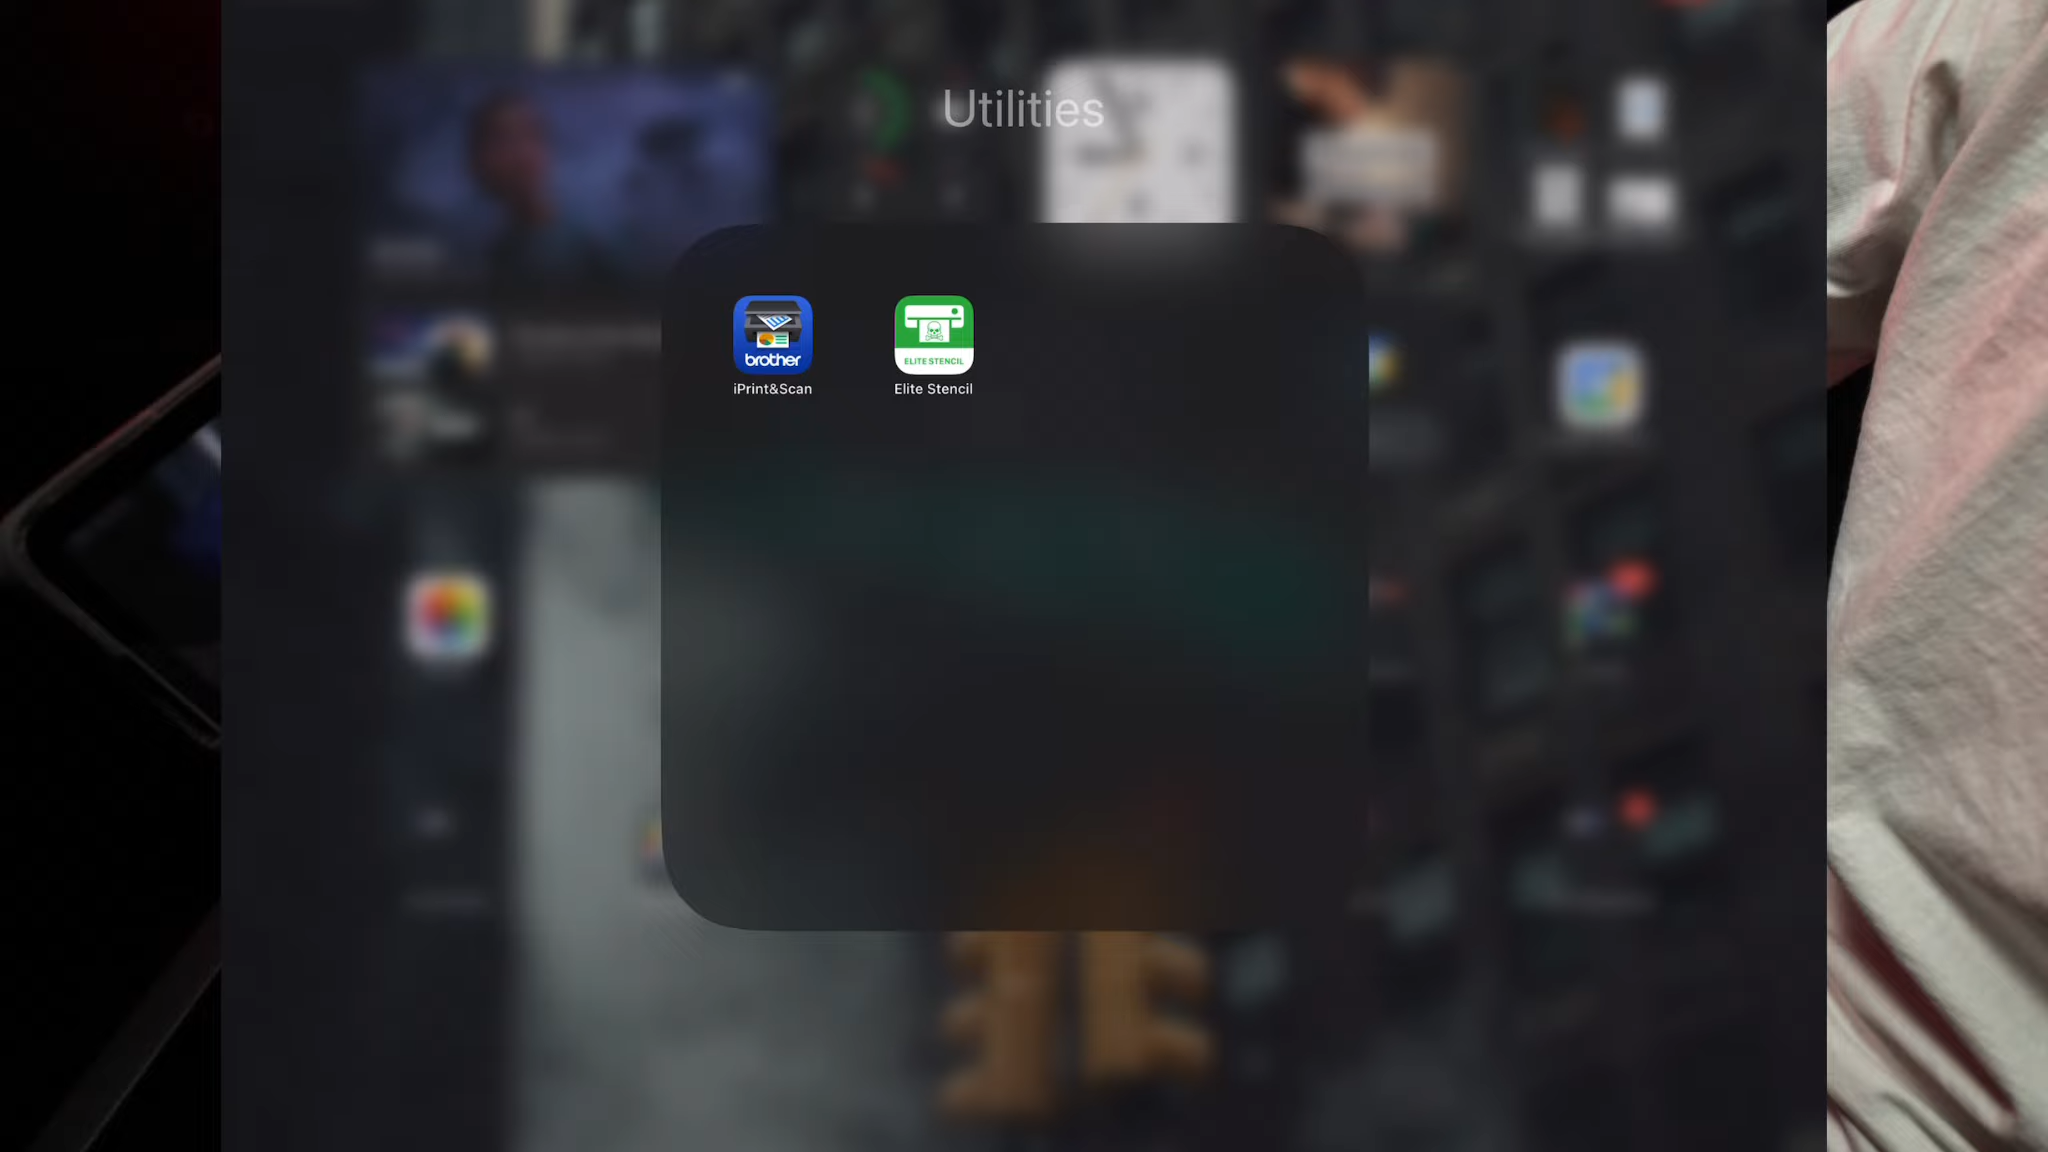 Utilities
brother
ELITE STENCIL
iPrint&Scan
Elite Stencil